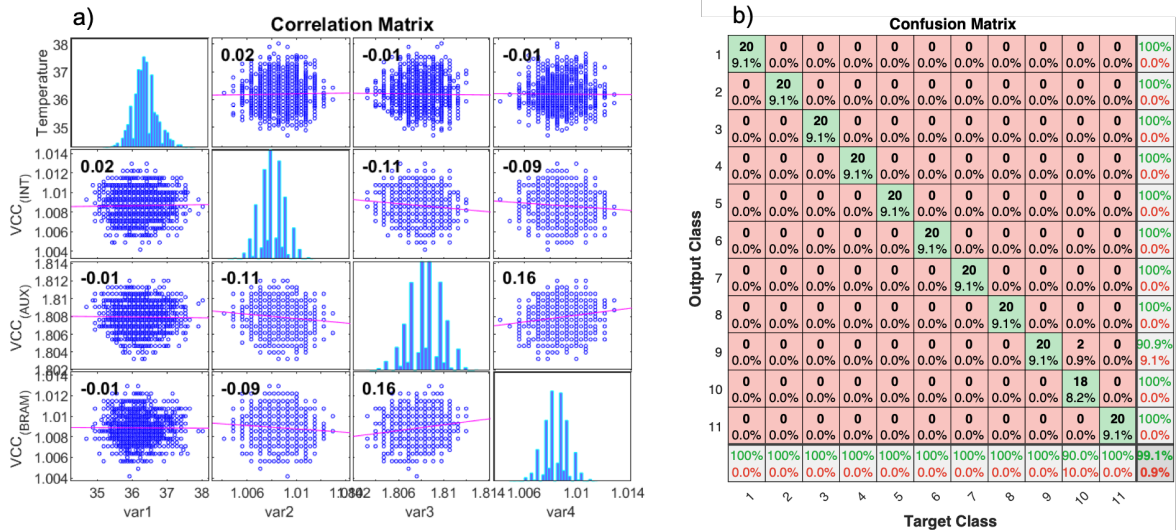 a)
Correlation Matrix
Temperature
38
37
36
35
0.02
-0.01
-0.01
VCC(INT)
1.014
1.01
1.008
1.004
0.02
-0.11
-0.09
VCC(AUX)
1.814
1.811
1.808
1.804
1.802
-0.01
-0.11
0.16
VCC(BRAM)
1.014
1.01
1.008
1.004
-0.01
-0.09
0.16
35 36 37 38
1.006 1.01 1.014
1.802 1.806 1.81 1.814
1.006 1.01 1.014
var1 var2 var3 var4
b)
Confusion Matrix
Output Class
1 20 0 0 0 0 0 0 0 0 0 0 100%
9.1% 0.0% 0.0% 0.0% 0.0% 0.0% 0.0% 0.0% 0.0% 0.0% 0.0% 0.0%
2 0 20 0 0 0 0 0 0 0 0 0 100%
0.0% 9.1% 0.0% 0.0% 0.0% 0.0% 0.0% 0.0% 0.0% 0.0% 0.0% 0.0%
3 0 0 20 0 0 0 0 0 0 0 0 100%
0.0% 0.0% 9.1% 0.0% 0.0% 0.0% 0.0% 0.0% 0.0% 0.0% 0.0% 0.0%
4 0 0 0 20 0 0 0 0 0 0 0 100%
0.0% 0.0% 0.0% 9.1% 0.0% 0.0% 0.0% 0.0% 0.0% 0.0% 0.0% 0.0%
5 0 0 0 0 20 0 0 0 0 0 0 100%
0.0% 0.0% 0.0% 0.0% 9.1% 0.0% 0.0% 0.0% 0.0% 0.0% 0.0% 0.0%
6 0 0 0 0 0 20 0 0 0 0 0 100%
0.0% 0.0% 0.0% 0.0% 0.0% 9.1% 0.0% 0.0% 0.0% 0.0% 0.0% 0.0%
7 0 0 0 0 0 0 20 0 0 0 0 100%
0.0% 0.0% 0.0% 0.0% 0.0% 0.0% 9.1% 0.0% 0.0% 0.0% 0.0% 0.0%
8 0 0 0 0 0 0 0 20 0 0 0 100%
0.0% 0.0% 0.0% 0.0% 0.0% 0.0% 0.0% 9.1% 0.0% 0.0% 0.0% 0.0%
9 0 0 0 0 0 0 0 0 20 2 0 90.9%
0.0% 0.0% 0.0% 0.0% 0.0% 0.0% 0.0% 0.0% 9.1% 0.9% 0.0% 9.1%
10 0 0 0 0 0 0 0 0 0 18 0 100%
0.0% 0.0% 0.0% 0.0% 0.0% 0.0% 0.0% 0.0% 0.0% 8.2% 0.0% 0.0%
11 0 0 0 0 0 0 0 0 0 0 20 100%
0.0% 0.0% 0.0% 0.0% 0.0% 0.0% 0.0% 0.0% 0.0% 0.0% 9.1% 0.0%
100% 100% 100% 100% 100% 100% 100% 100% 100% 90.0% 100% 99.1%
0.0% 0.0% 0.0% 0.0% 0.0% 0.0% 0.0% 0.0% 0.0% 10.0% 0.0% 0.9%
1 2 3 4 5 6 7 8 9 10 11
Target Class